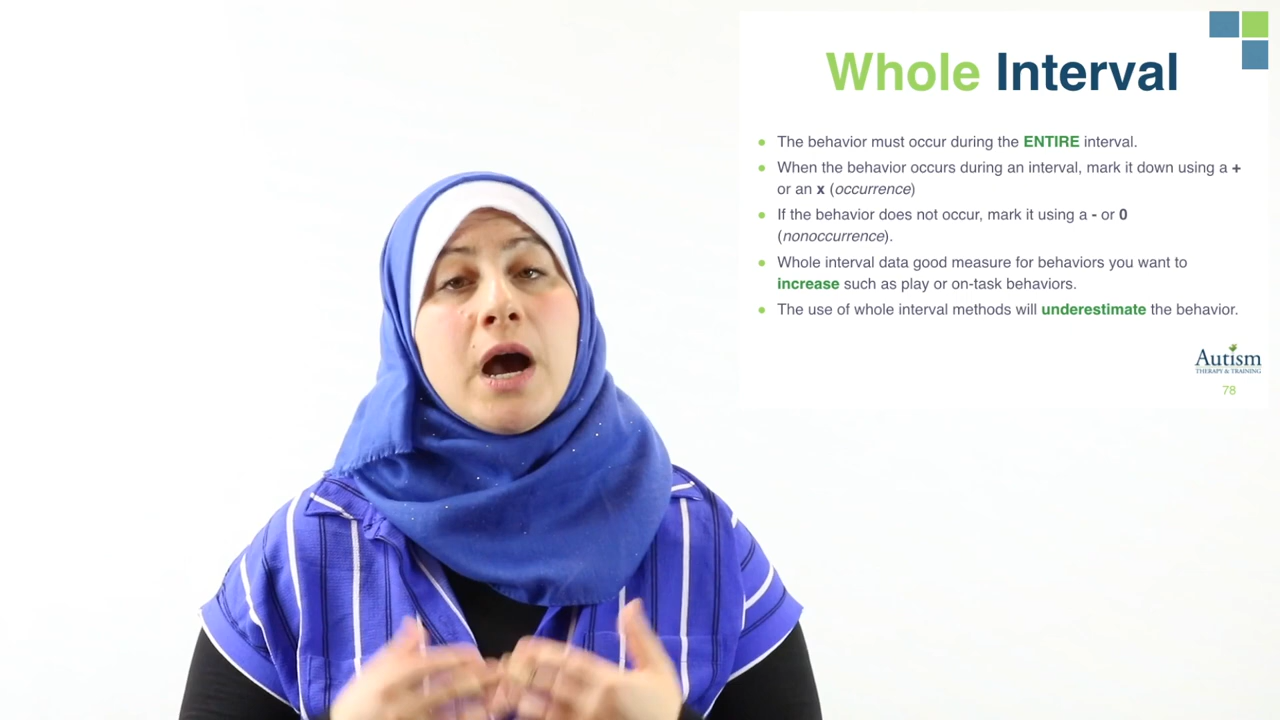 Whole Interval
The behavior must occur during the ENTIRE interval.
When the behavior occurs during an interval, mark it down using a +
or an x (occurrence)
If the behavior does not occur, mark it using a - or 0
(nonoccurrence).
Whole interval data good measure for behaviors you want to
increase such as play or on-task behaviors.
The use of whole interval methods will underestimate the behavior.
Autism
THERAPY & TRAINING
78